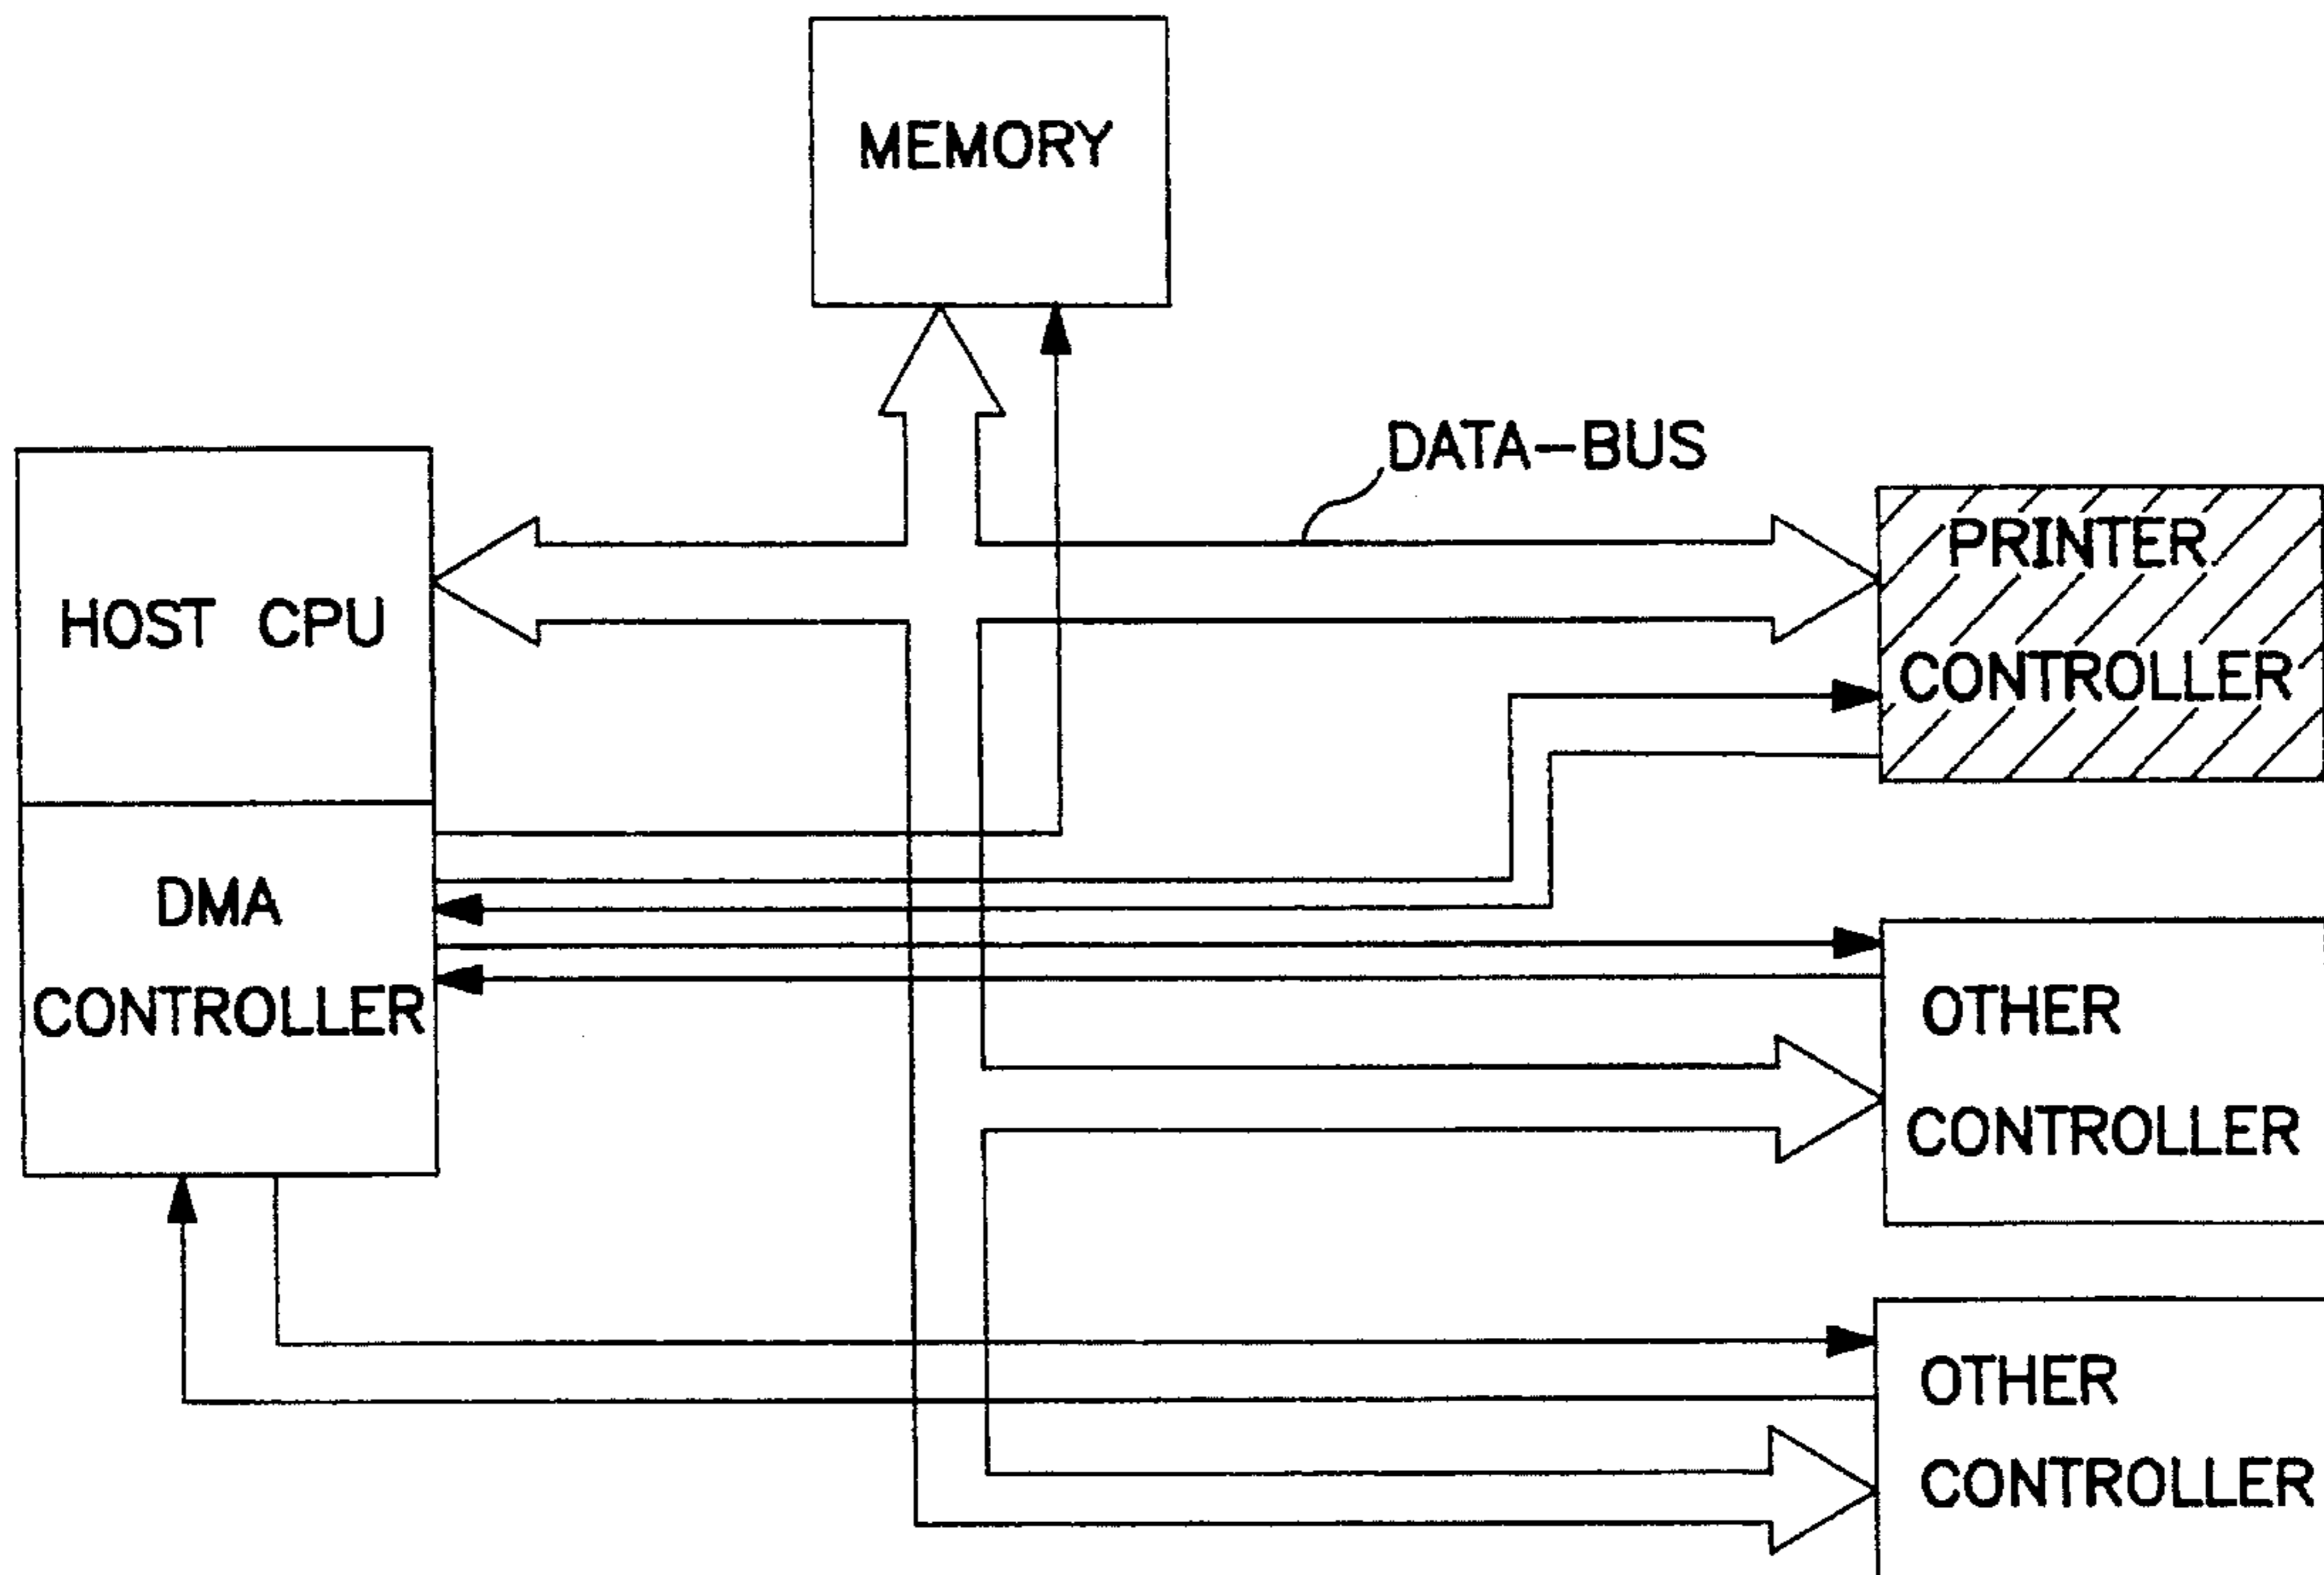 MEMORY
DATA-BUS
HOST CPU
PRINTER
CONTROLLER
DMA
CONTROLLER
OTHER
CONTROLLER
OTHER
CONTROLLER